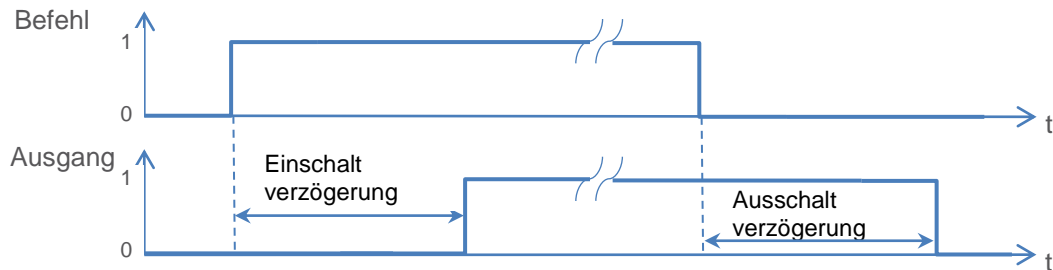 Befehl
1
0
t
Ausgang
1
Einschalt
verzögerung
Ausschalt
verzögerung
0
t